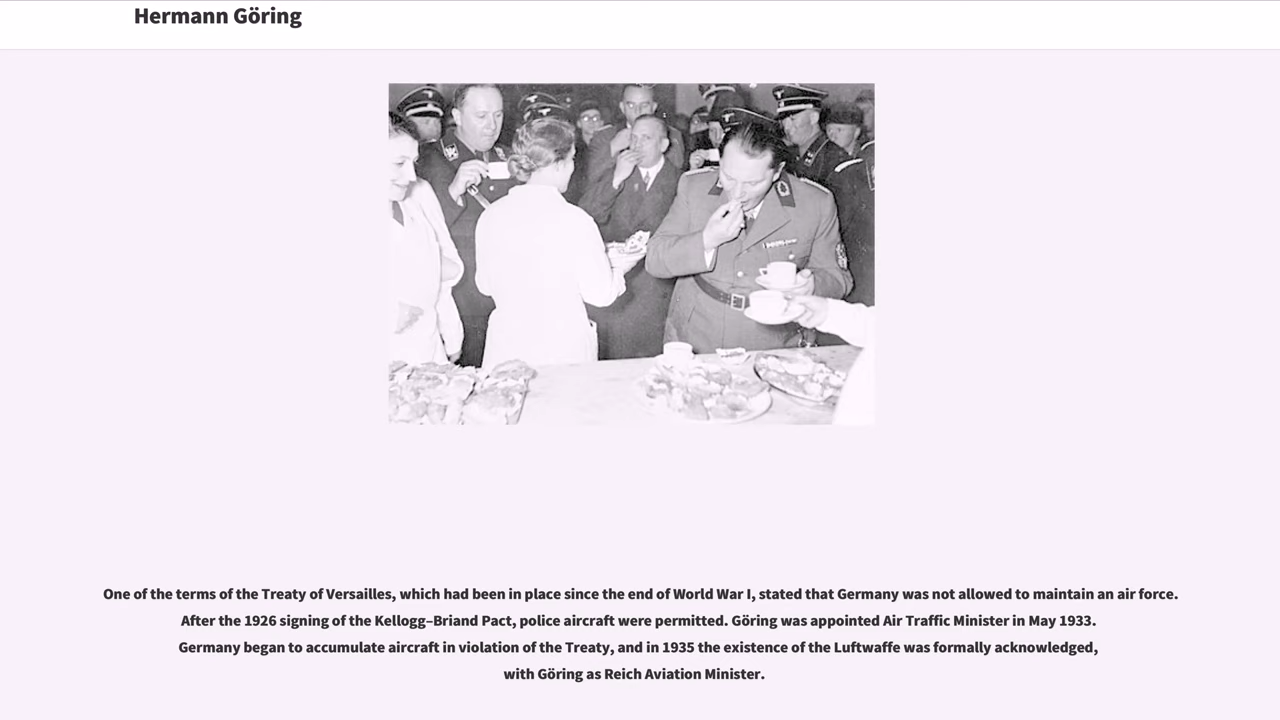 Hermann Göring
One of the terms of the Treaty of Versailles, which had been in place since the end of World War I, stated that Germany was not allowed to maintain an air force.
After the 1926 signing of the Kellogg–Briand Pact, police aircraft were permitted. Göring was appointed Air Traffic Minister in May 1933.
Germany began to accumulate aircraft in violation of the Treaty, and in 1935 the existence of the Luftwaffe was formally acknowledged,
with Göring as Reich Aviation Minister.